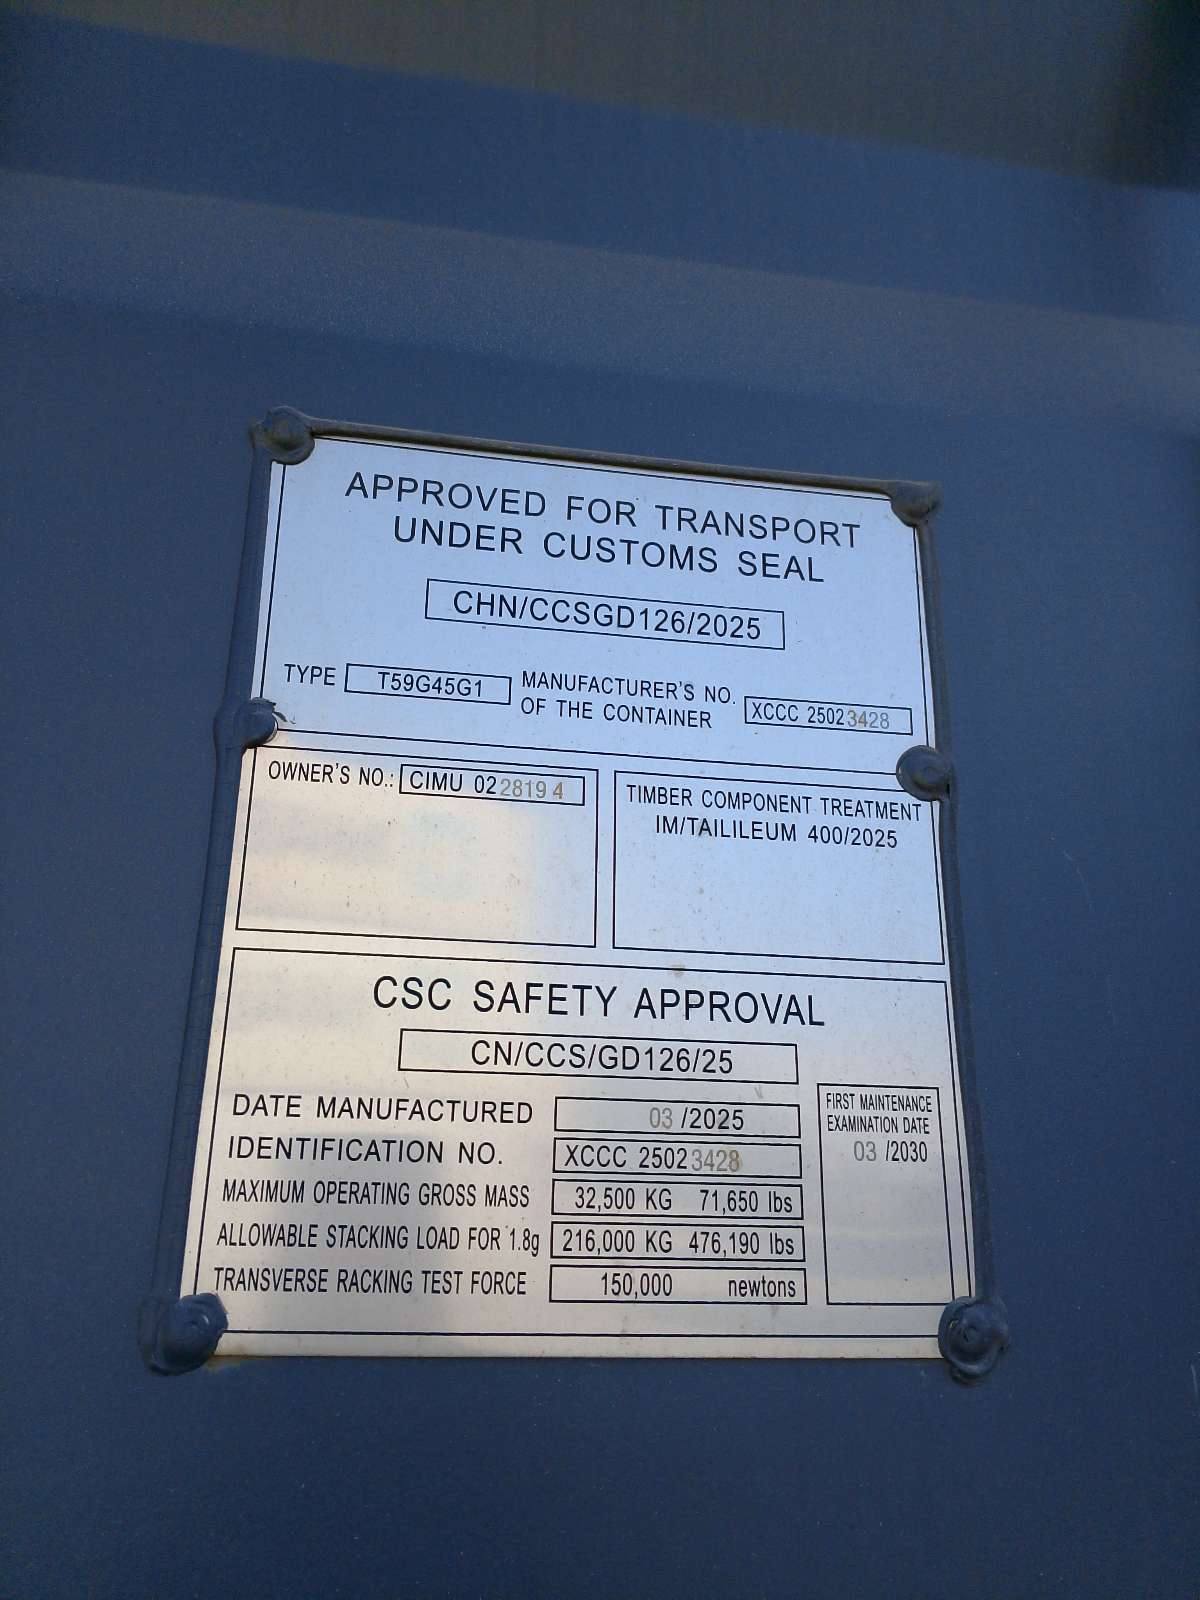 APPROVED FOR TRANSPORT
UNDER CUSTOMS SEAL
CHN/CCSGD126/2025
TYPE T59G45G1 MANUFACTURER'S NO. OF THE CONTAINER XCCC 25023428
OWNER'S NO.: CIMU 022819 4
TIMBER COMPONENT TREATMENT
IM/TAILILEUM 400/2025
CSC SAFETY APPROVAL
CN/CCS/GD126/25
DATE MANUFACTURED 03 /2025
IDENTIFICATION NO. XCCC 25023428
MAXIMUM OPERATING GROSS MASS 32,500 KG 71,650 lbs
ALLOWABLE STACKING LOAD FOR 1.8g 216,000 KG 476,190 lbs
TRANSVERSE RACKING TEST FORCE 150,000 newtons
FIRST MAINTENANCE
EXAMINATION DATE
03 /2030